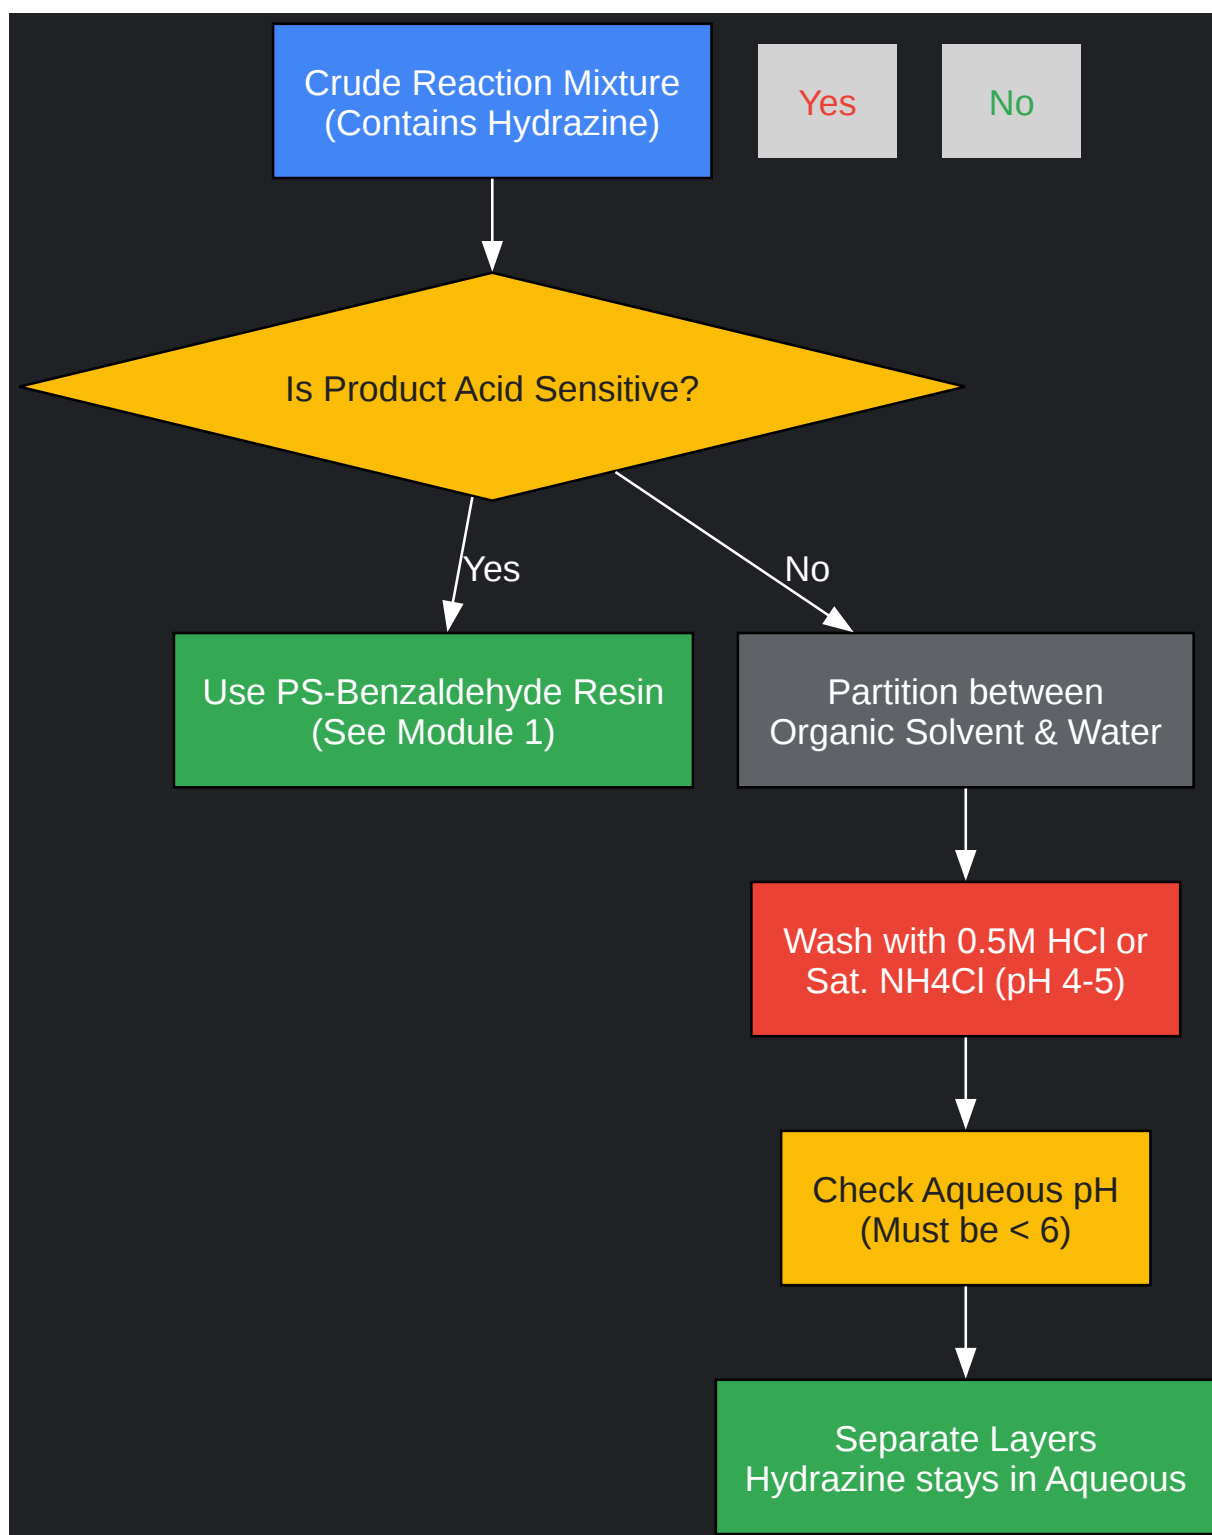 Crude Reaction Mixture
(Contains Hydrazine)
Yes
No
Is Product Acid Sensitive?
Yes
No
Use PS-Benzaldehyde Resin
(See Module 1)
Partition between
Organic Solvent & Water
Wash with 0.5M HCl or
Sat. NH4Cl (pH 4-5)
Check Aqueous pH
(Must be < 6)
Separate Layers
Hydrazine stays in Aqueous